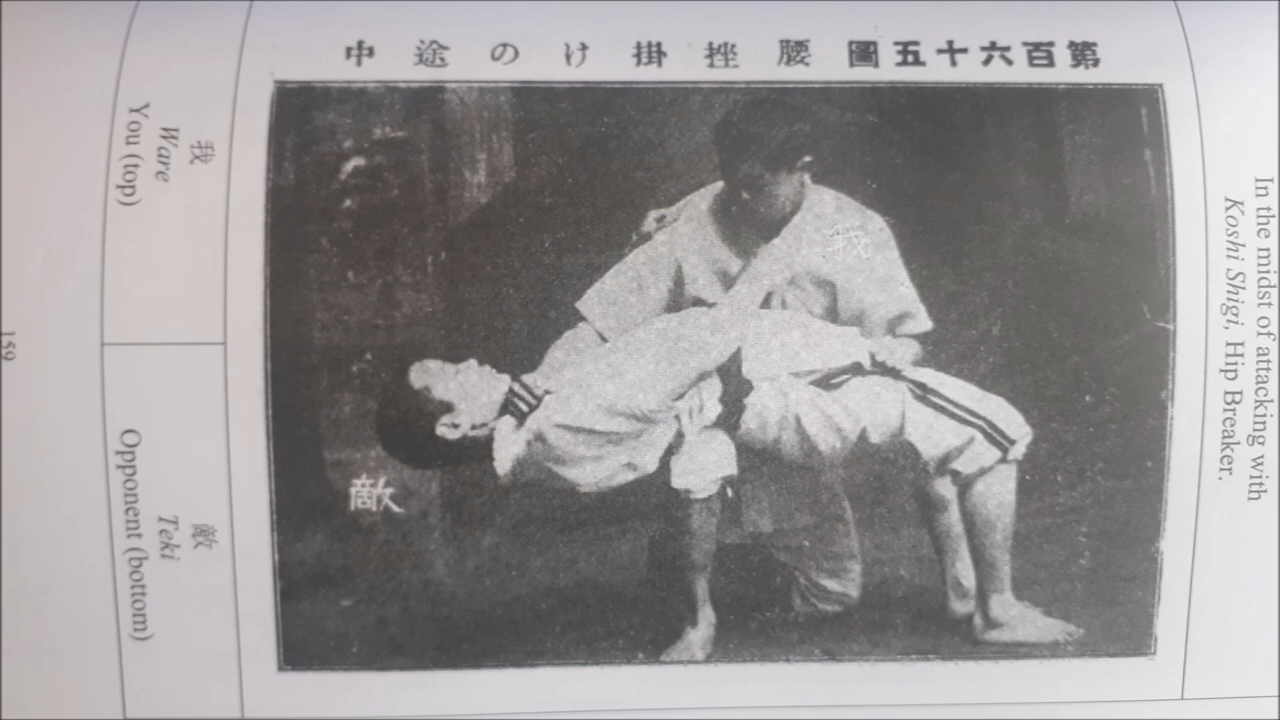 In the midst of attacking with
Koshi Shigi, Hip Breaker.
第百六十五圖 腰挫掛けの途中
我
敵
我
Ware
You (top)
敵
Teki
Opponent (bottom)
159